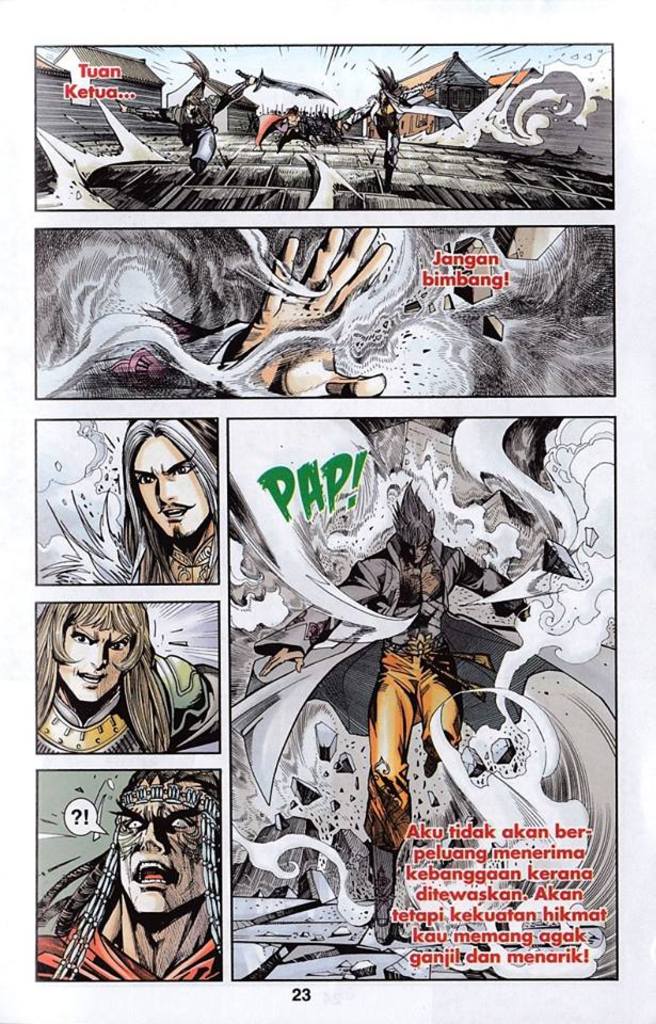 Tuan
Ketua...
Jangan
bimbang!
PAP!
?!
Aku tidak akan ber-
peluang menerima
kebanggaan kerana
ditewaskan. Akan
tetapi kekuatan hikmat
kau memang agak
ganjil dan menarik!
23